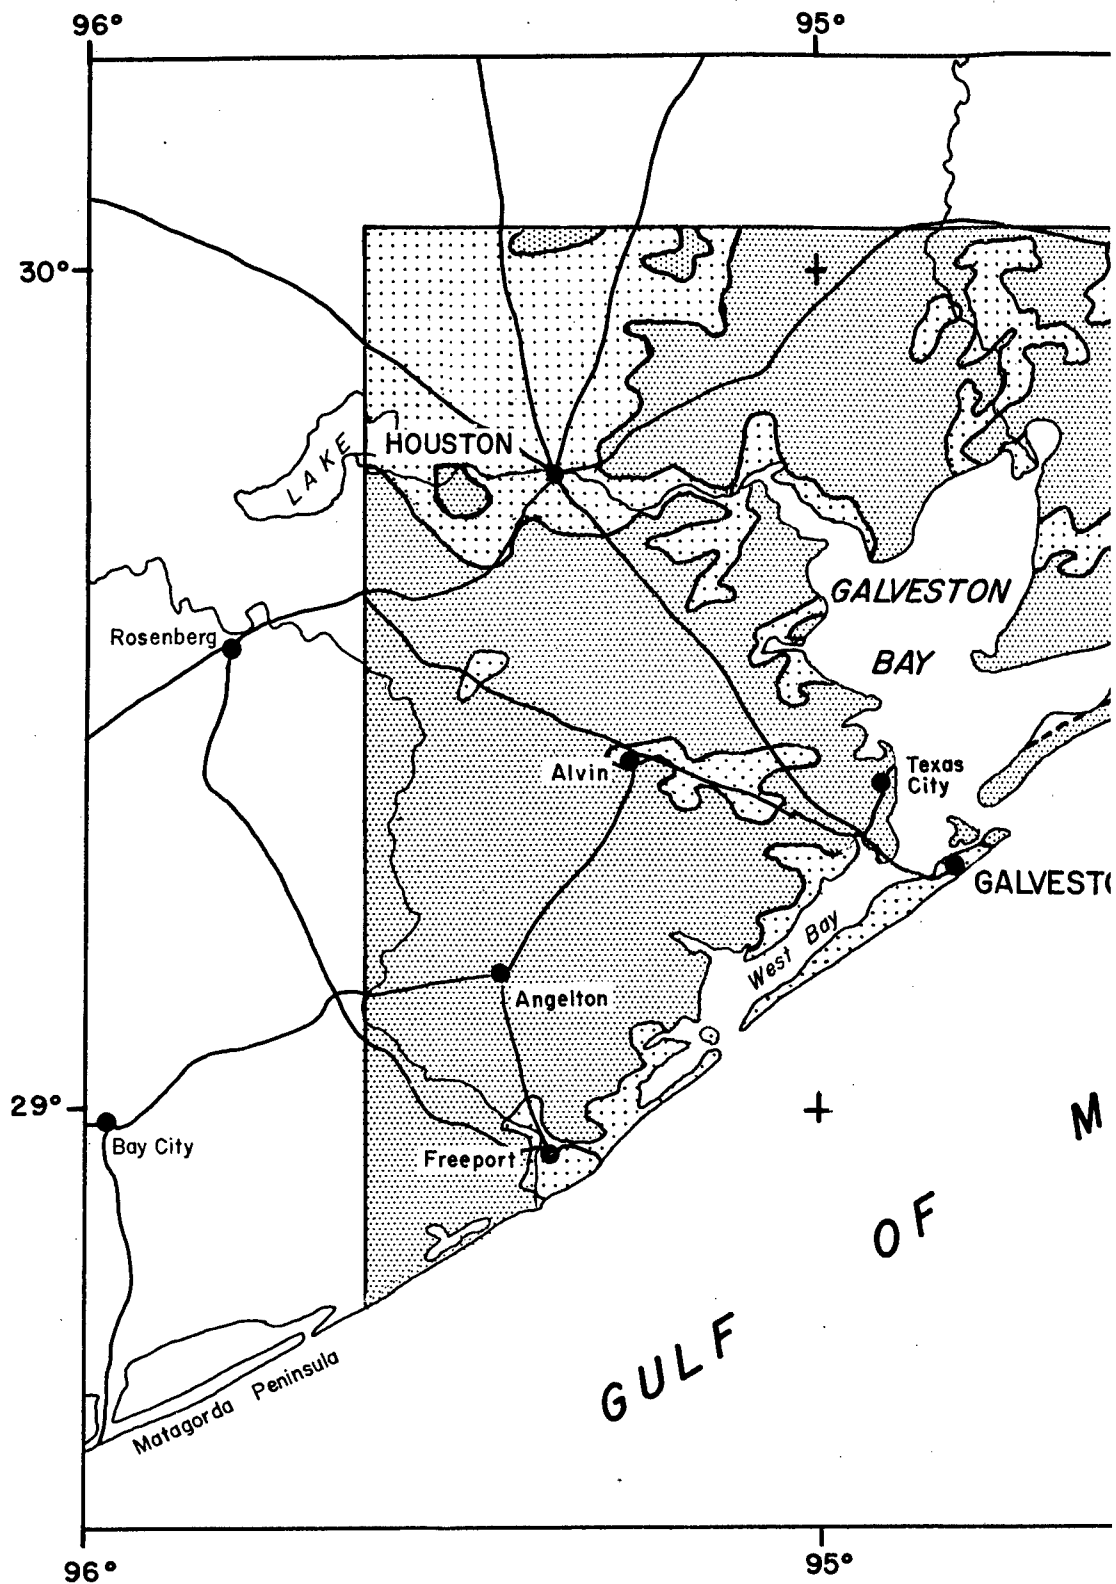 96°
95°
30°
HOUSTON
LAKE
GALVESTON
BAY
Rosenberg
Alvin
Texas
City
GALVESTO
West Bay
Angelton
29°
M
Bay City
Freeport
OF
GULF
Matagorda Peninsula
96°
95°